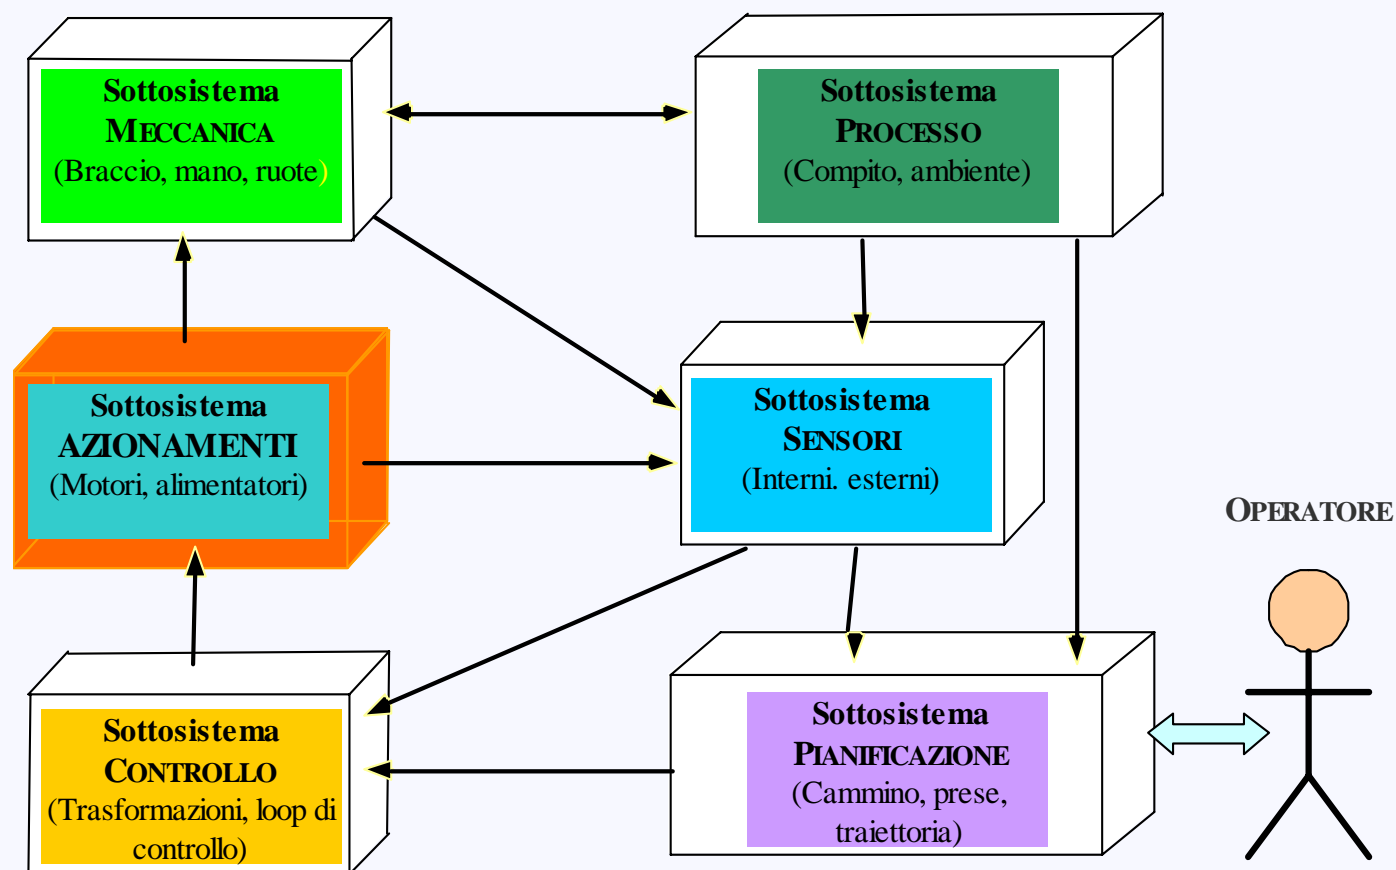 Sottosistema
MECCANICA
(Braccio, mano, ruote)
Sottosistema
PROCESSO
(Compito, ambiente)
Sottosistema
AZIONAMENTI
(Motori, alimentatori)
Sottosistema
SENSORI
(Interni. esterni)
OPERATORE
Sottosistema
CONTROLLO
(Trasformazioni, loop di
controllo)
Sottosistema
PIANIFICAZIONE
(Cammino, prese,
traiettoria)